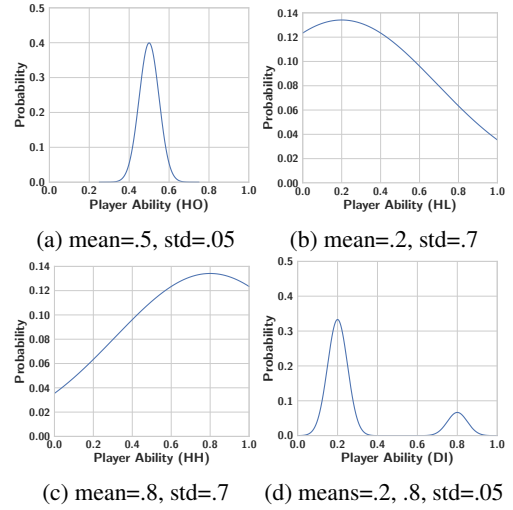 0.5
0.4
0.3
0.2
0.1
0.0
Probability
0.0 0.2 0.4 0.6 0.8 1.0
Player Ability (HO)
(a) mean=.5, std=.05
0.14
0.12
0.10
0.08
0.06
0.04
0.02
0.00
Probability
0.0 0.2 0.4 0.6 0.8 1.0
Player Ability (HL)
(b) mean=.2, std=.7
0.14
0.12
0.10
0.08
0.06
0.04
0.02
0.00
Probability
0.0 0.2 0.4 0.6 0.8 1.0
Player Ability (HH)
(c) mean=.8, std=.7
0.5
0.4
0.3
0.2
0.1
0.0
Probability
0.0 0.2 0.4 0.6 0.8 1.0
Player Ability (DI)
(d) means=.2, .8, std=.05